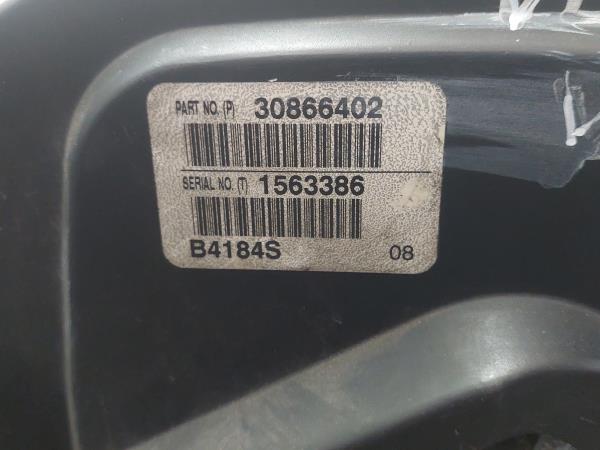 PART NO. (P) 30866402
SERIAL NO. (T) 1563386
B4184S 08